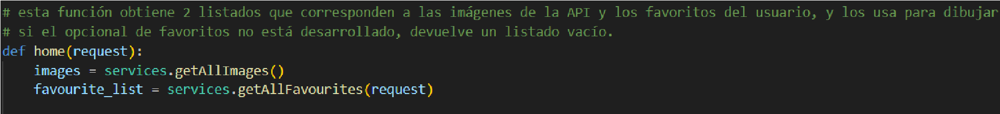 # esta función obtiene 2 listados que corresponden a las imágenes de la API y los favoritos del usuario, y los usa para dibujar
# si el opcional de favoritos no está desarrollado, devuelve un listado vacío.
def home(request):
    images = services.getAllImages()
    favourite_list = services.getAllFavourites(request)